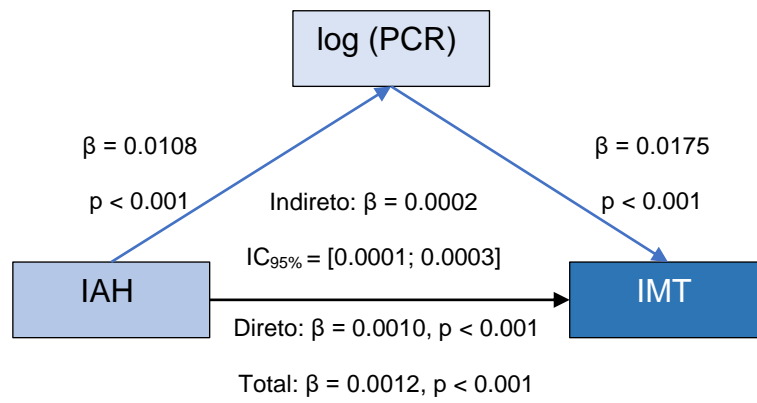 log (PCR)
β = 0.0108
p < 0.001
β = 0.0175
p < 0.001
Indireto: β = 0.0002
IC95% = [0.0001; 0.0003]
IAH
IMT
Direto: β = 0.0010, p < 0.001
Total: β = 0.0012, p < 0.001